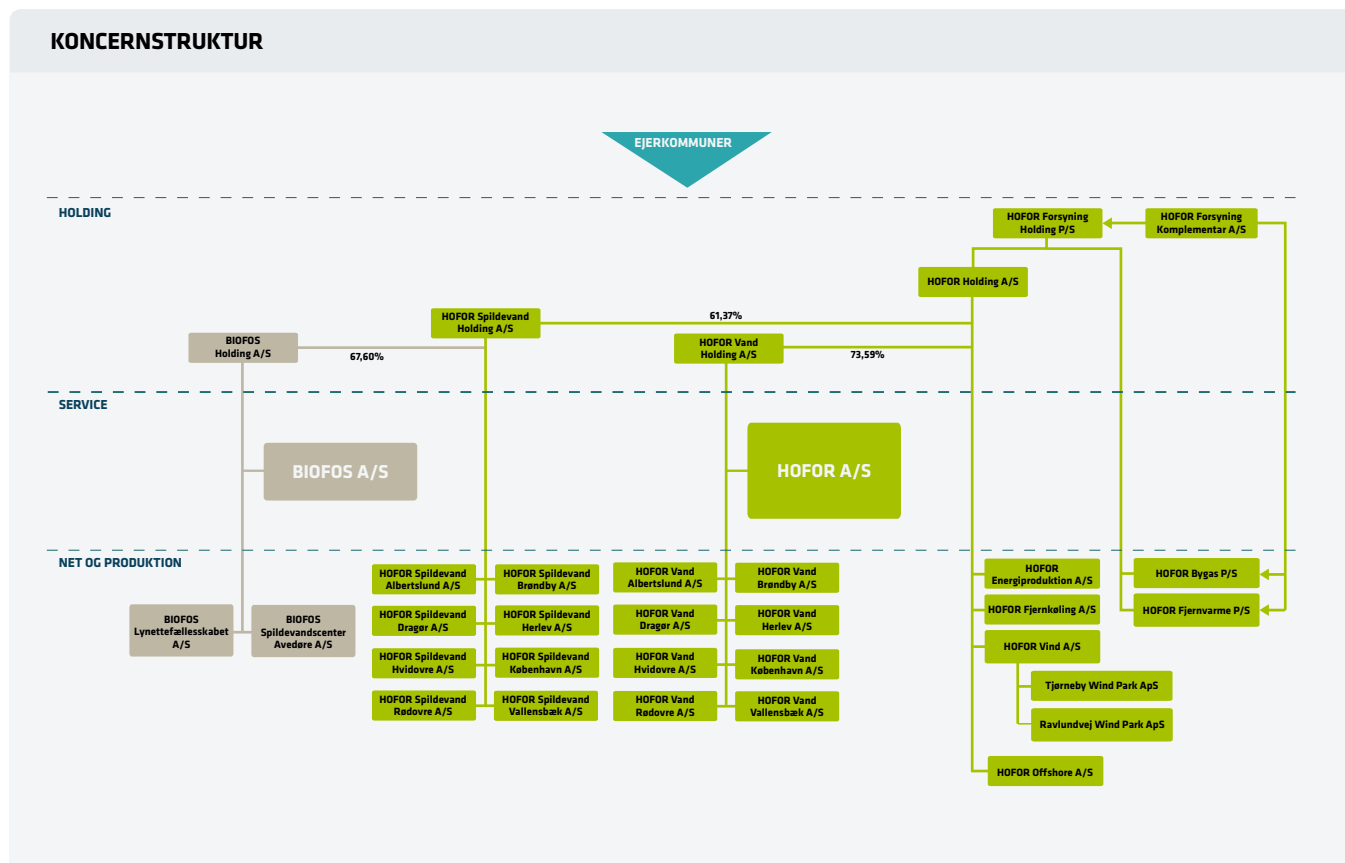 KONCERNSTRUKTUR
EJERKOMMUNER
HOLDING
HOFOR Forsyning
Holding P/S
HOFOR Forsyning
Komplementar A/S
HOFOR Holding A/S
HOFOR Spildevand
Holding A/S
61,37%
BIOFOS
Holding A/S
67,60%
HOFOR Vand
Holding A/S
73,59%
SERVICE
BIOFOS A/S
HOFOR A/S
NET OG PRODUKTION
BIOFOS
Lynettefællesskabet
A/S
BIOFOS
Spildevandscenter
Avedøre A/S
HOFOR Spildevand
Albertslund A/S
HOFOR Spildevand
Brøndby A/S
HOFOR Spildevand
Dragør A/S
HOFOR Spildevand
Herlev A/S
HOFOR Spildevand
Hvidovre A/S
HOFOR Spildevand
København A/S
HOFOR Spildevand
Rødovre A/S
HOFOR Spildevand
Vallensbæk A/S
HOFOR Vand
Albertslund A/S
HOFOR Vand
Brøndby A/S
HOFOR Vand
Dragør A/S
HOFOR Vand
Herlev A/S
HOFOR Vand
Hvidovre A/S
HOFOR Vand
København A/S
HOFOR Vand
Rødovre A/S
HOFOR Vand
Vallensbæk A/S
HOFOR
Energiproduktion A/S
HOFOR Fjernkøling A/S
HOFOR Vind A/S
Tjørneby Wind Park ApS
Ravlundvej Wind Park ApS
HOFOR Offshore A/S
HOFOR Bygas P/S
HOFOR Fjernvarme P/S